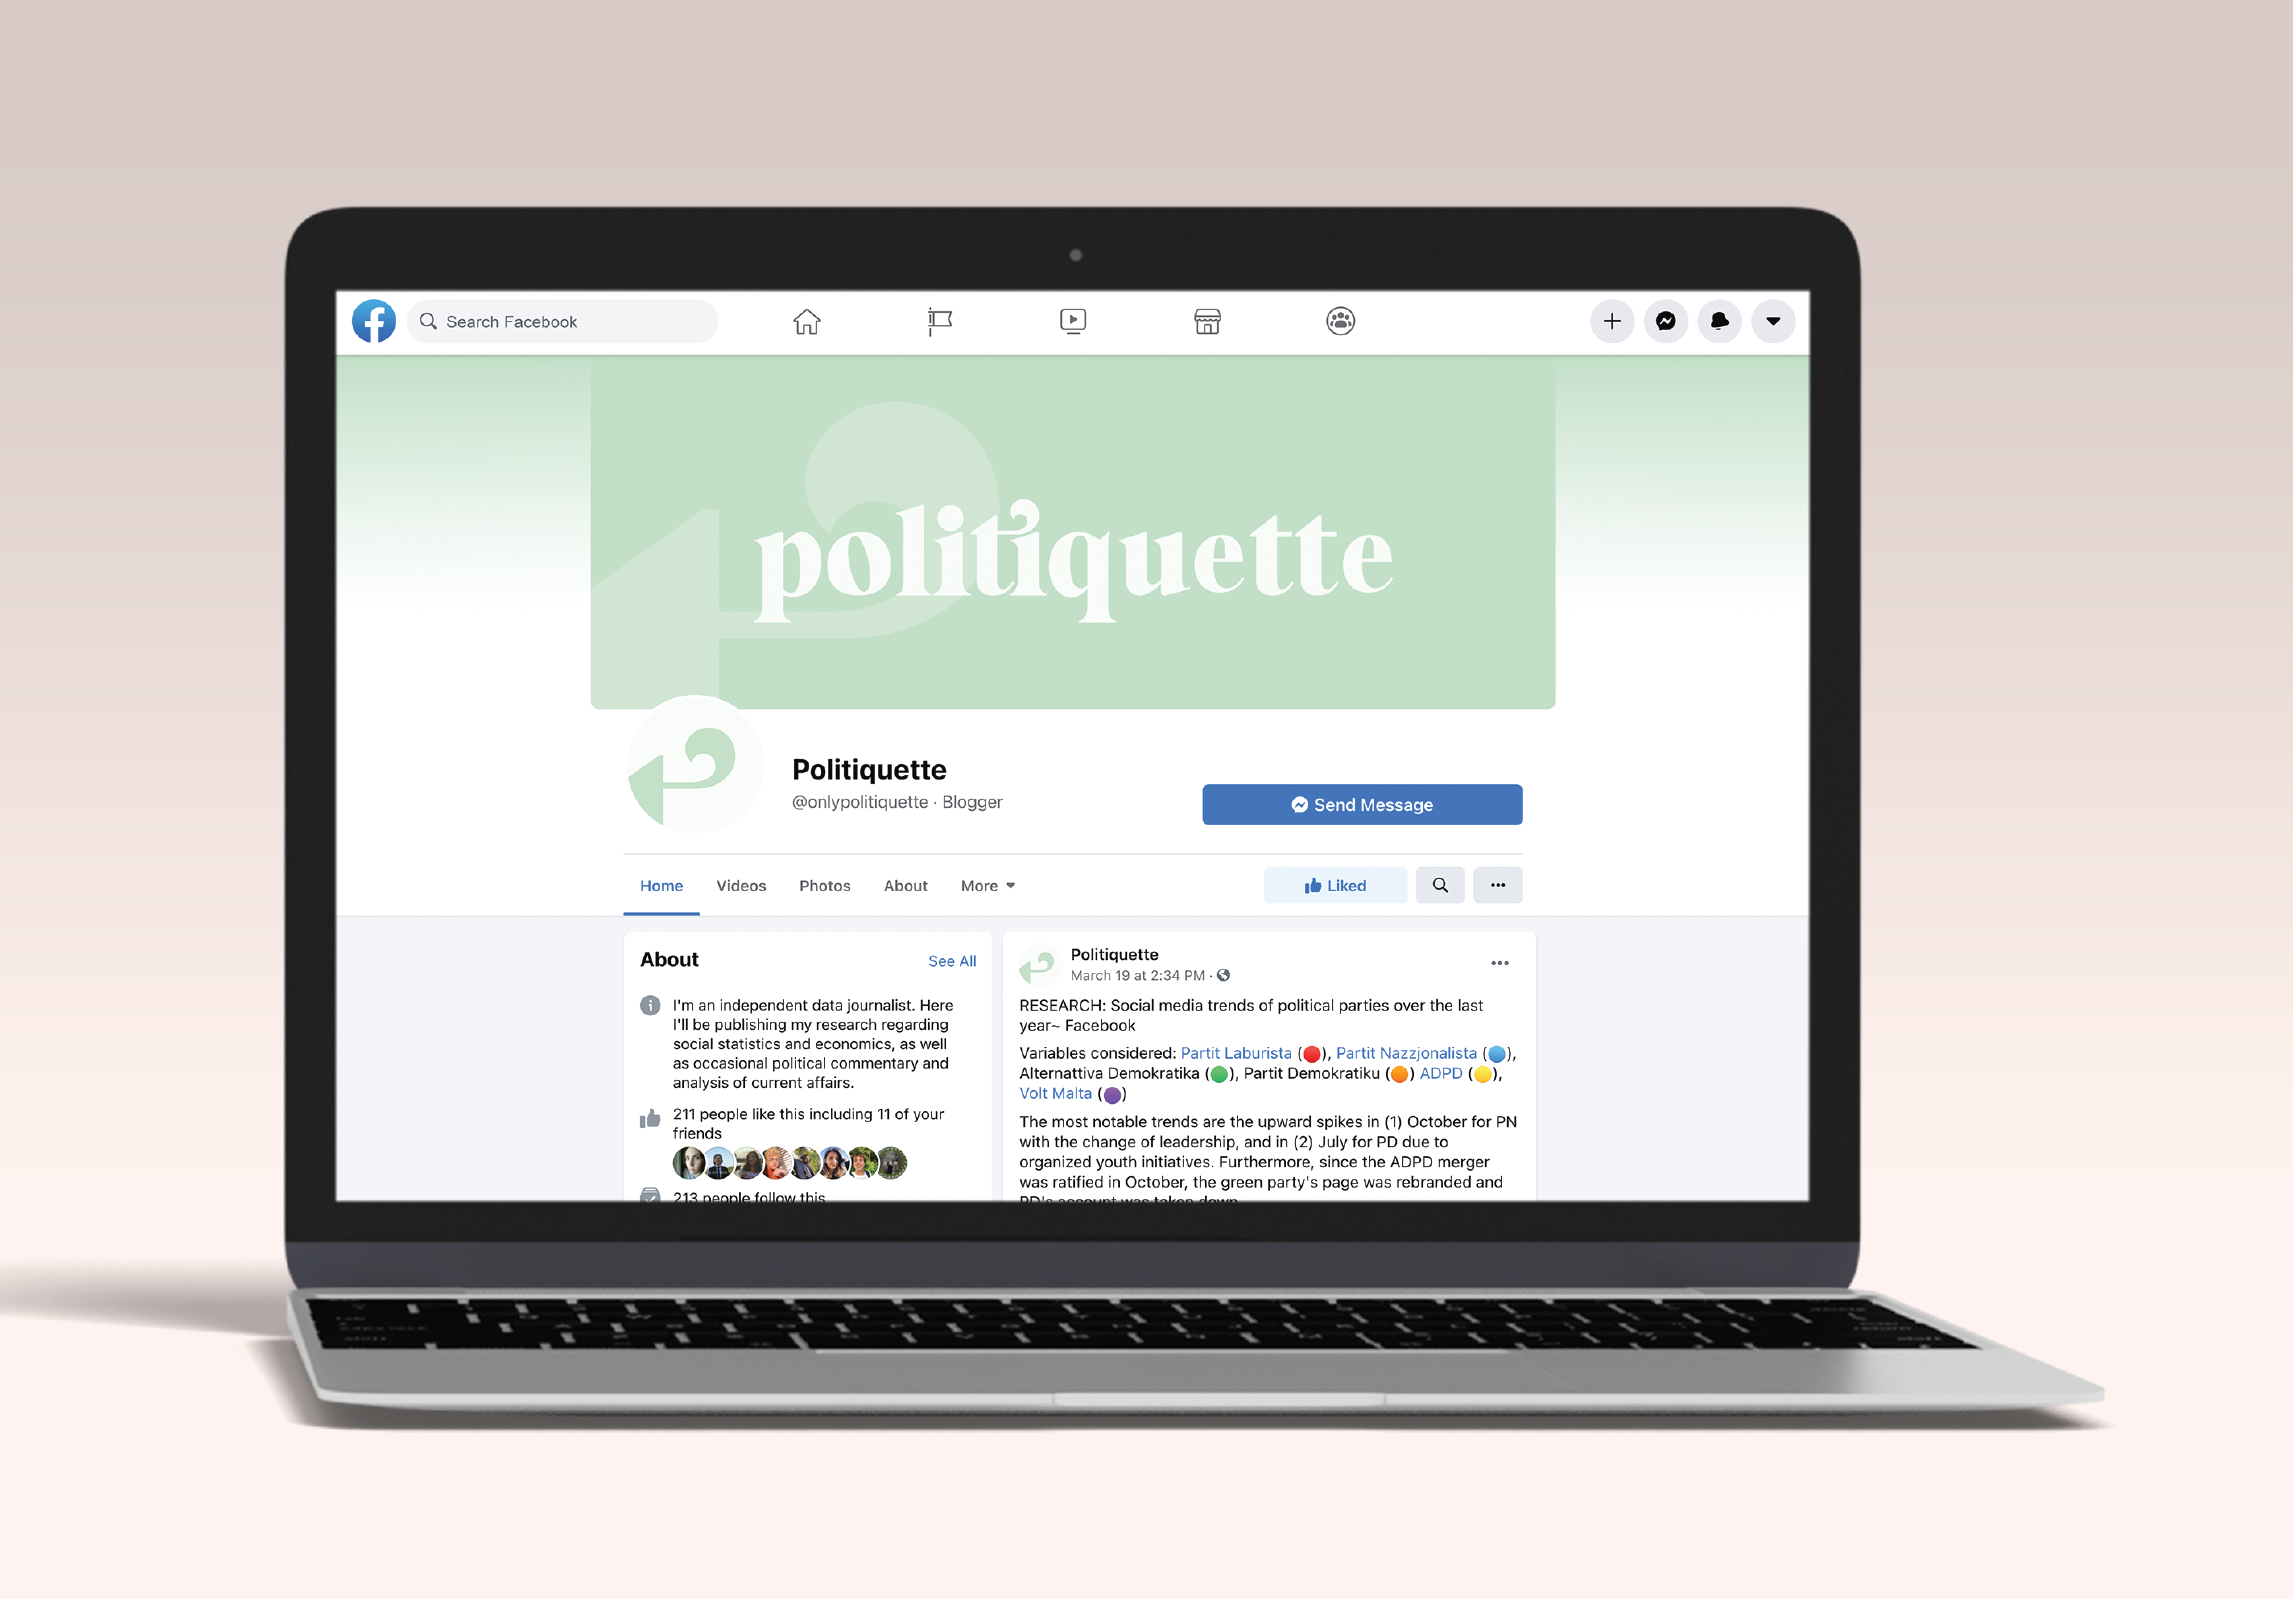 Search Facebook
politiquette
Politiquette
@onlypolitiquette · Blogger
Send Message
Home
Videos
Photos
About
More
Liked
About
See All
I'm an independent data journalist. Here
I'll be publishing my research regarding
social statistics and economics, as well
as occasional political commentary and
analysis of current affairs.
211 people like this including 11 of your
friends
213 people follow this
Politiquette
March 19 at 2:34 PM ·
RESEARCH: Social media trends of political parties over the last
year~ Facebook
Variables considered: Partit Laburista (🔴), Partit Nazzjonalista (🔵),
Alternattiva Demokratika (🟢), Partit Demokratiku (🟠) ADPD (🟡),
Volt Malta (🟣)
The most notable trends are the upward spikes in (1) October for PN
with the change of leadership, and in (2) July for PD due to
organized youth initiatives. Furthermore, since the ADPD merger
was ratified in October, the green party's page was rebranded and
PD's account was taken down